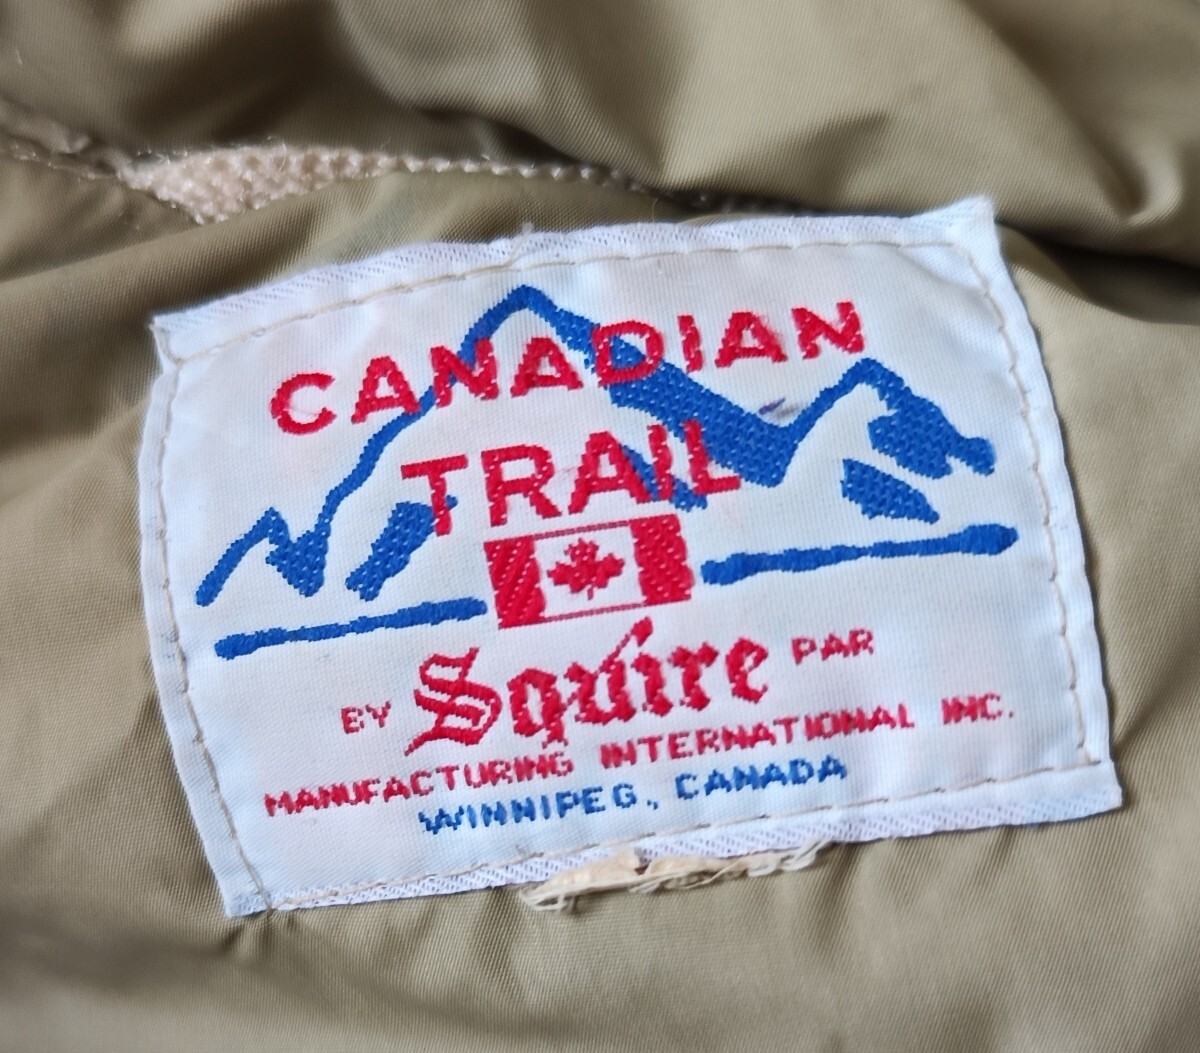 CANADIAN
TRAIL
BY Squire PAR
MANUFACTURING INTERNATIONAL INC.
WINNIPEG, CANADA